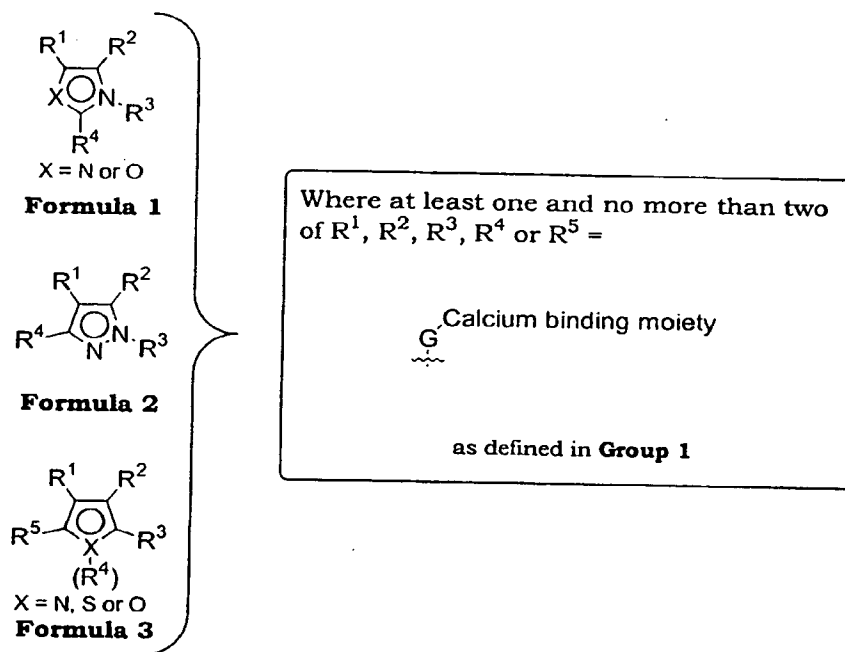 R¹ R²
X N R³
R⁴
X = N or O
Formula 1
R¹ R²
R⁴ N N R³
Formula 2
R¹ R²
R⁵ X R³
(R⁴)
X = N, S or O
Formula 3
Where at least one and no more than two
of R¹, R², R³, R⁴ or R⁵ =
Calcium binding moiety
G
as defined in Group 1